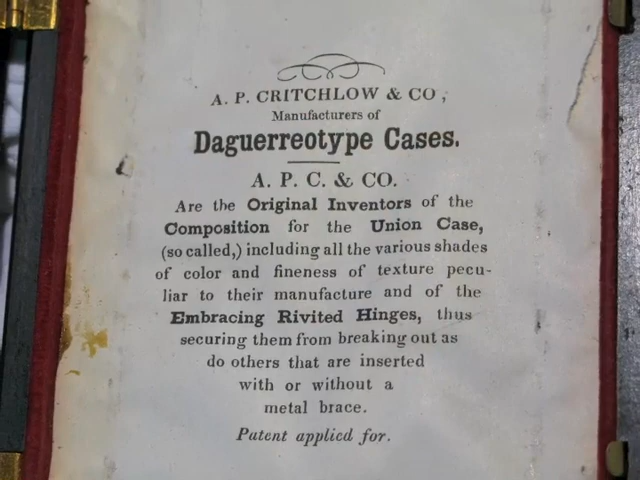 A. P. CRITCHLOW & CO,
Manufacturers of
Daguerreotype Cases.
A. P. C. & CO.
Are the Original Inventors of the
Composition for the Union Case,
(so called,) including all the various shades
of color and fineness of texture pecu-
liar to their manufacture and of the
Embracing Rivited Hinges, thus
securing them from breaking out as
do others that are inserted
with or without a
metal brace.
Patent applied for.